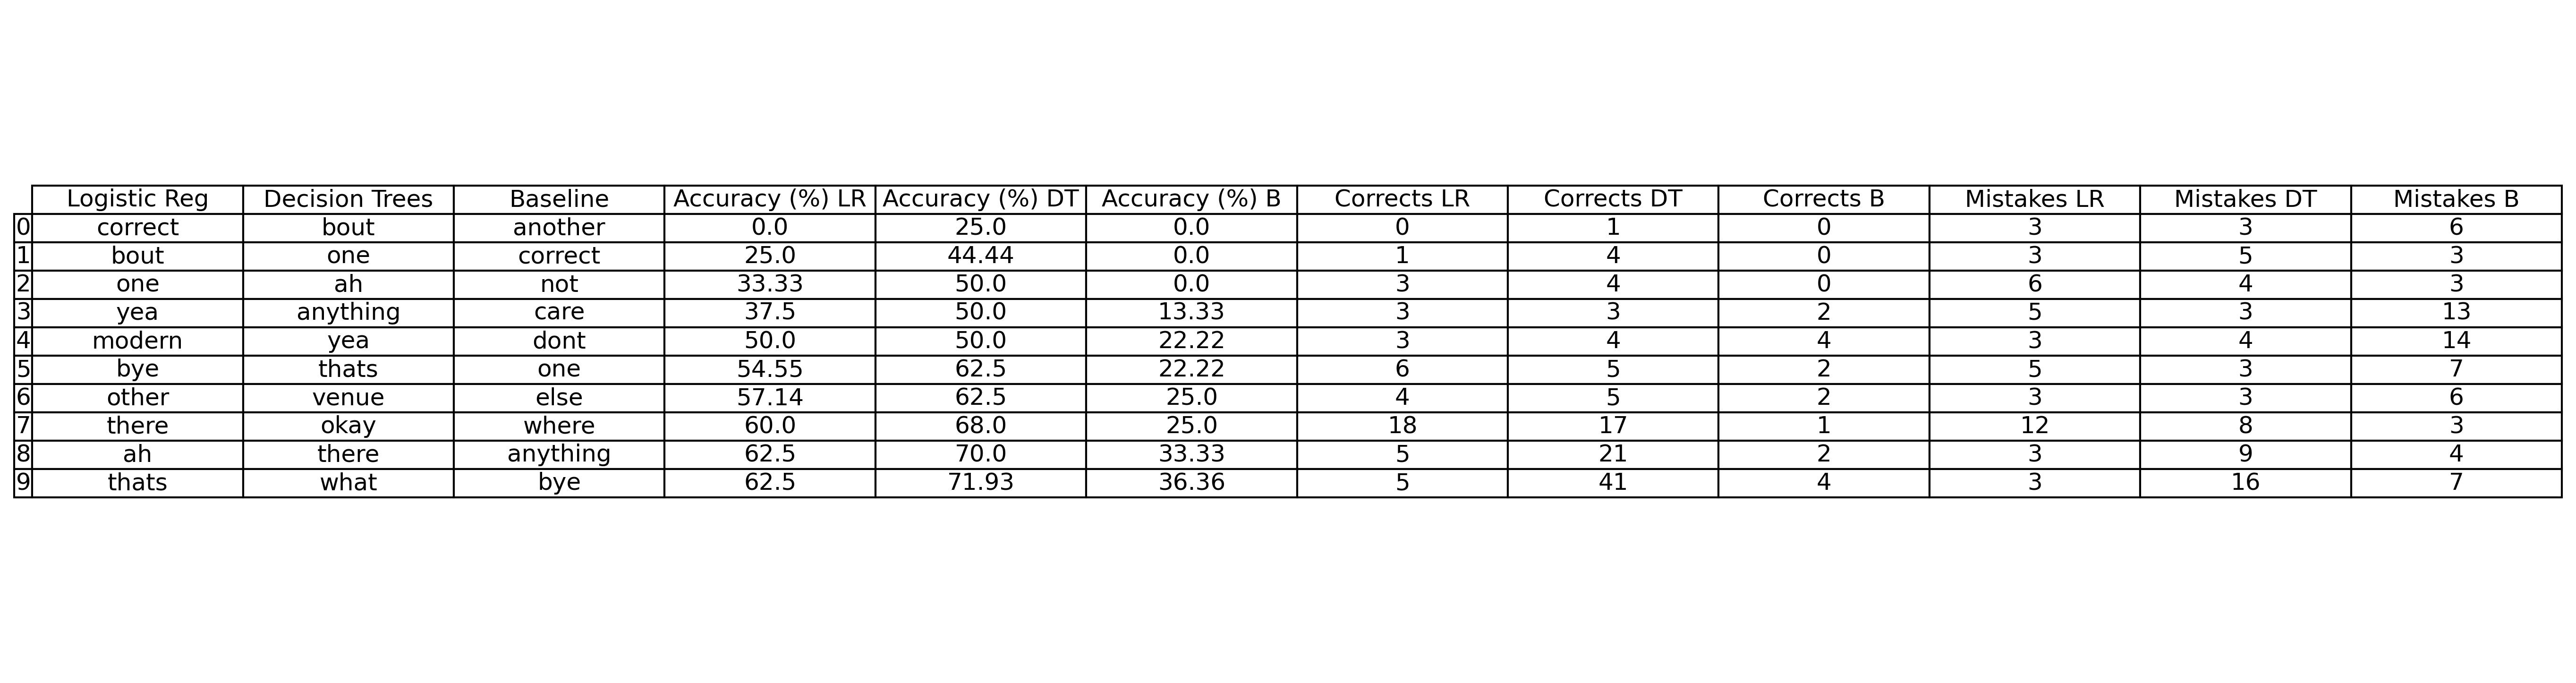 Logistic Reg Decision Trees Baseline Accuracy (%) LR Accuracy (%) DT Accuracy (%) B Corrects LR Corrects DT Corrects B Mistakes LR Mistakes DT Mistakes B
0 correct bout another 0.0 25.0 0.0 0 1 0 3 3 6
1 bout one correct 25.0 44.44 0.0 1 4 0 3 5 3
2 one ah not 33.33 50.0 0.0 3 4 0 6 4 3
3 yea anything care 37.5 50.0 13.33 3 3 2 5 3 13
4 modern yea dont 50.0 50.0 22.22 3 4 4 3 4 14
5 bye thats one 54.55 62.5 22.22 6 5 2 5 3 7
6 other venue else 57.14 62.5 25.0 4 5 2 3 3 6
7 there okay where 60.0 68.0 25.0 18 17 1 12 8 3
8 ah there anything 62.5 70.0 33.33 5 21 2 3 9 4
9 thats what bye 62.5 71.93 36.36 5 41 4 3 16 7